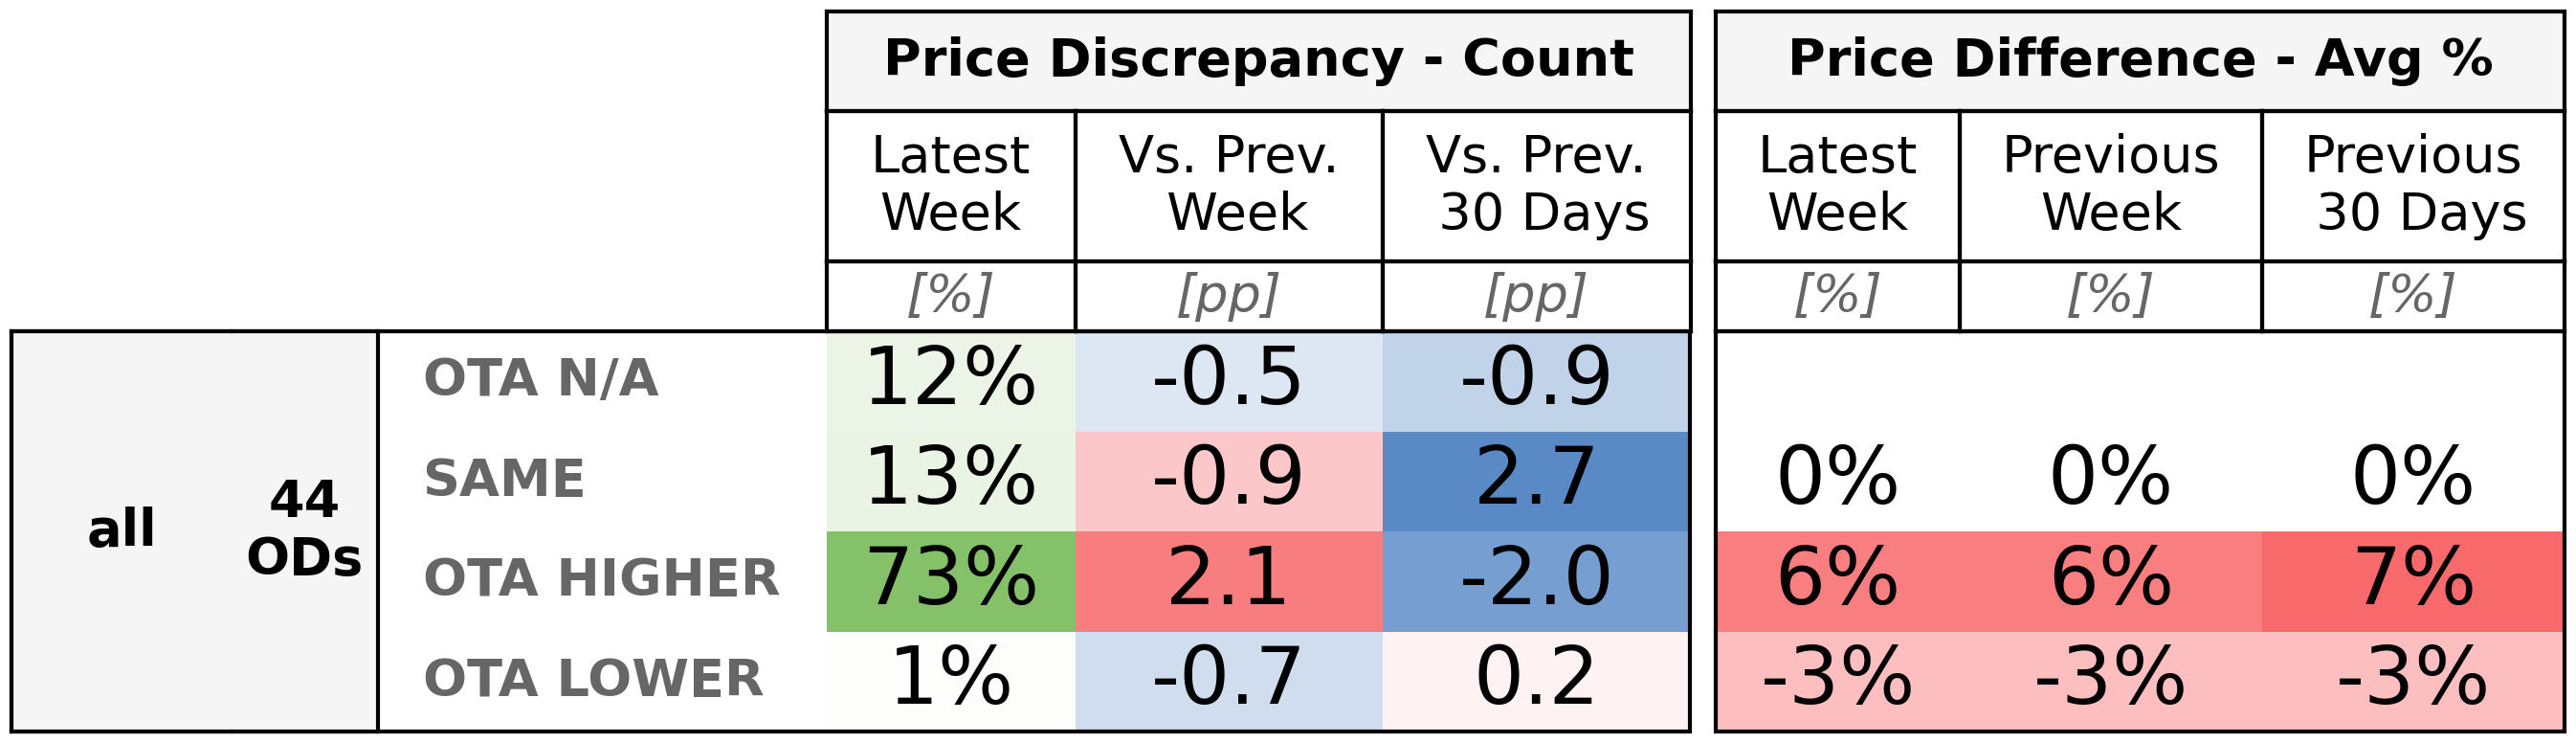 Price Discrepancy - Count Price Difference - Avg %
Latest Week Vs. Prev. Week Vs. Prev. 30 Days Latest Week Previous Week Previous 30 Days
[%] [pp] [pp] [%] [%] [%]
all 44 ODs
OTA N/A 12% -0.5 -0.9
SAME 13% -0.9 2.7 0% 0% 0%
OTA HIGHER 73% 2.1 -2.0 6% 6% 7%
OTA LOWER 1% -0.7 0.2 -3% -3% -3%